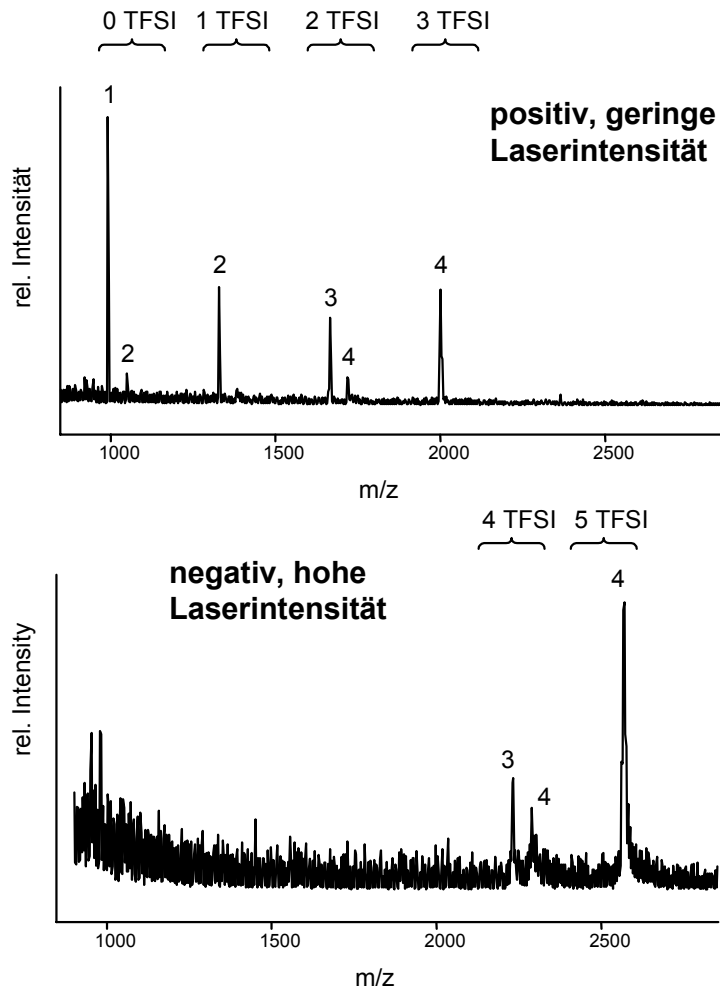 0 TFSI 1 TFSI 2 TFSI 3 TFSI
1
positiv, geringe
Laserintensität
rel. Intensität
2
3
4
2
4
1000 1500 2000 2500
m/z
4 TFSI 5 TFSI
negativ, hohe
Laserintensität
4
rel. Intensity
3
4
1000 1500 2000 2500
m/z